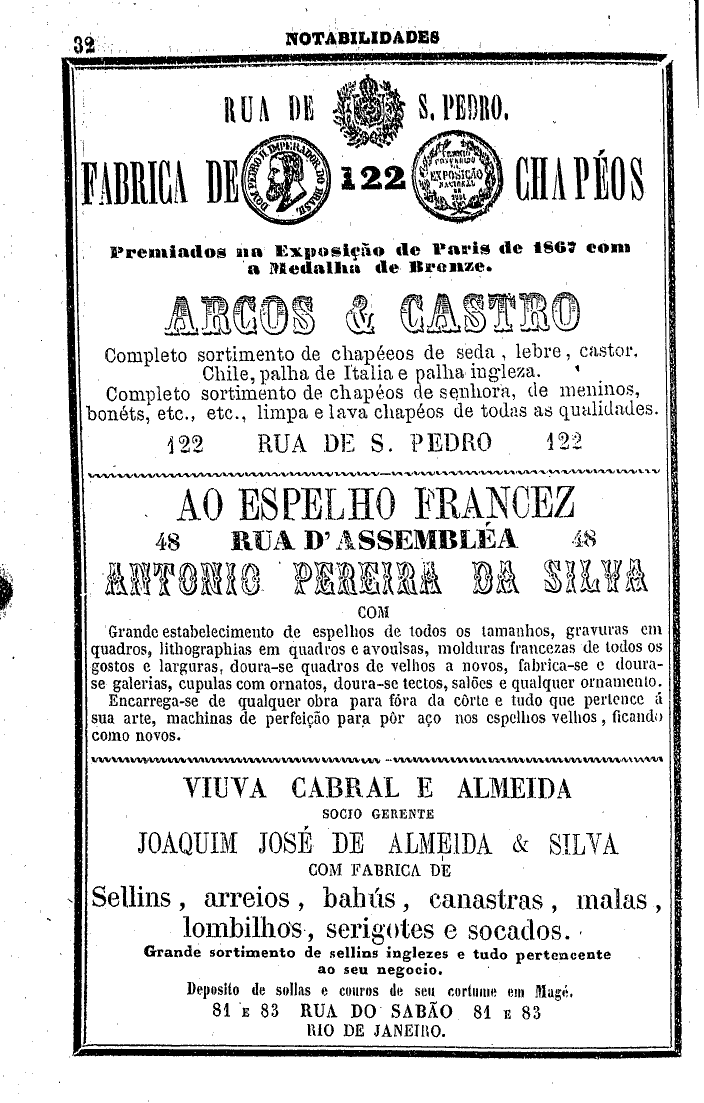 32
NOTABILIDADES
RUA DE S. PEDRO.
FABRICA DE 122 CHAPÉOS
DOM PEDRO II IMPERADOR DO BRASIL
EXPOSIÇÃO
NACIONAL
Premiados na Exposição de Paris de 1867 com
a Medalha de Bronze.
ARCOS & CASTRO
Completo sortimento de chapéeos de seda, lebre, castor.
Chile, palha de Italia e palha ingleza.
Completo sortimento de chapéos de senhora, de meninos,
bonéts, etc., etc., limpa e lava chapéos de todas as qualidades.
122 RUA DE S. PEDRO 122
AO ESPELHO FRANCEZ
48 RUA D'ASSEMBLÉA 48
ANTONIO PEREIRA DA SILVA
COM
Grande estabelecimento de espelhos de todos os tamanhos, gravuras em
quadros, lithographias em quadros e avoulsas, molduras francezas de todos os
gostos e larguras, doura-se quadros de velhos a novos, fabrica-se e doura-
se galerias, cupulas com ornatos, doura-se tectos, salões e qualquer ornamento.
Encarrega-se de qualquer obra para fóra da côrte e tudo que pertence á
sua arte, machinas de perfeição para pôr aço nos espelhos velhos, ficando
como novos.
VIUVA CABRAL E ALMEIDA
SOCIO GERENTE
JOAQUIM JOSÉ DE ALMEIDA & SILVA
COM FABRICA DE
Sellins, arreios, bahús, canastras, malas,
lombilhos, serigotes e socados.
Grande sortimento de sellins inglezes e tudo pertencente
ao seu negocio.
Deposito de sollas e couros de seu cortume em Magé.
81 E 83 RUA DO SABÃO 81 E 83
RIO DE JANEIRO.